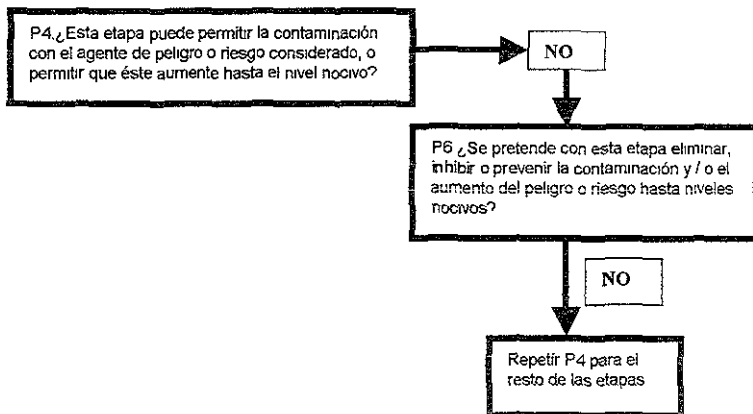 P4.¿Esta etapa puede permitir la contaminación
con el agente de peligro o riesgo considerado, o
permitir que éste aumente hasta el nivel nocivo?
NO
P6 ¿Se pretende con esta etapa eliminar,
inhibir o prevenir la contaminación y / o el
aumento del peligro o riesgo hasta niveles
nocivos?
NO
Repetír P4 para el
resto de las etapas